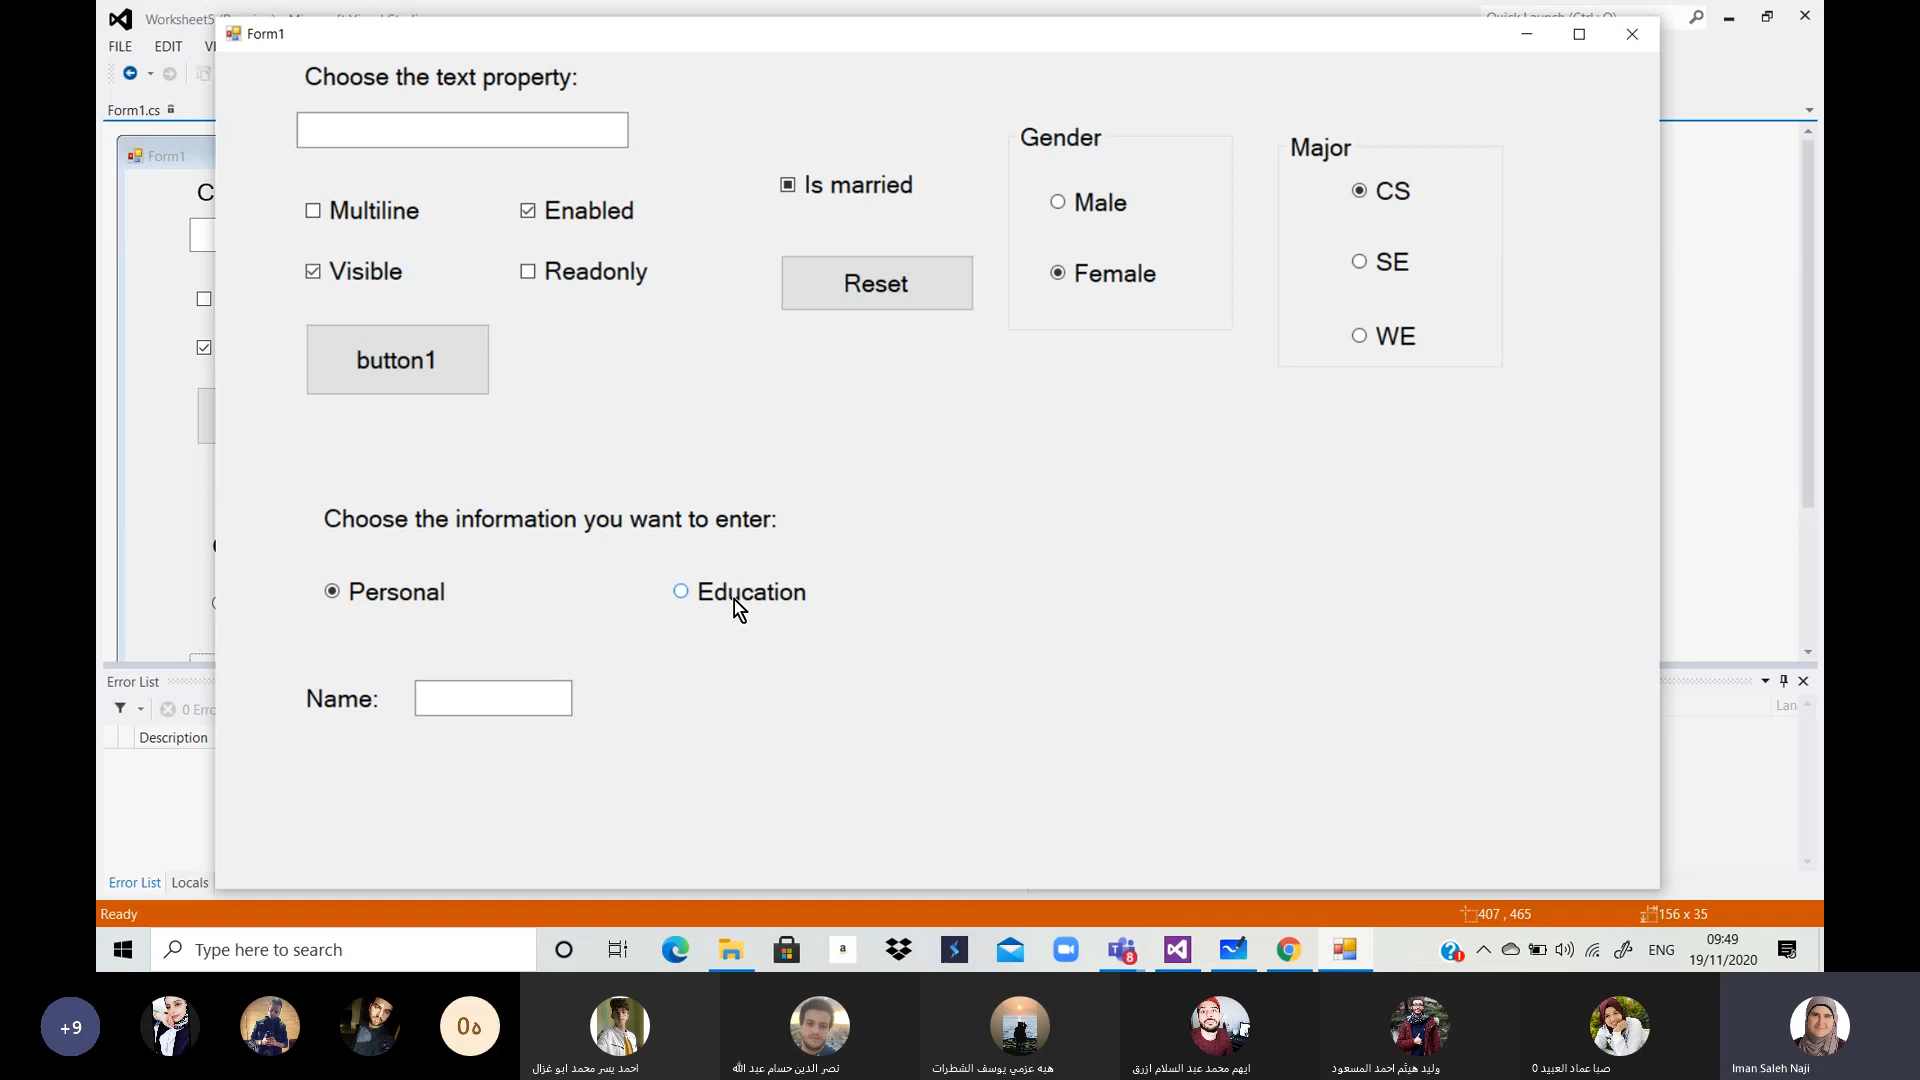 Worksheet5
FILE
EDIT
Form1
Choose the text property:
Form1.cs
Form1
Gender
Major
Is married
Multiline
Enabled
Male
CS
Visible
Readonly
Reset
Female
SE
WE
button1
Choose the information you want to enter:
Personal
Education
Name:
Error List
0
Description
Error List
Locals
Ready
407 , 465
156 x 35
Type here to search
a
8
ENG
09:49
19/11/2020
+9
احمد يسر محمد ابو غزال
نصر الدين حسام عبد الله
هبه عزمي يوسف الشطرات
ايهم محمد عبد السلام ازرق
وليد هيثم احمد المسعود
صبا عماد العبيد 0
Iman Saleh Naji